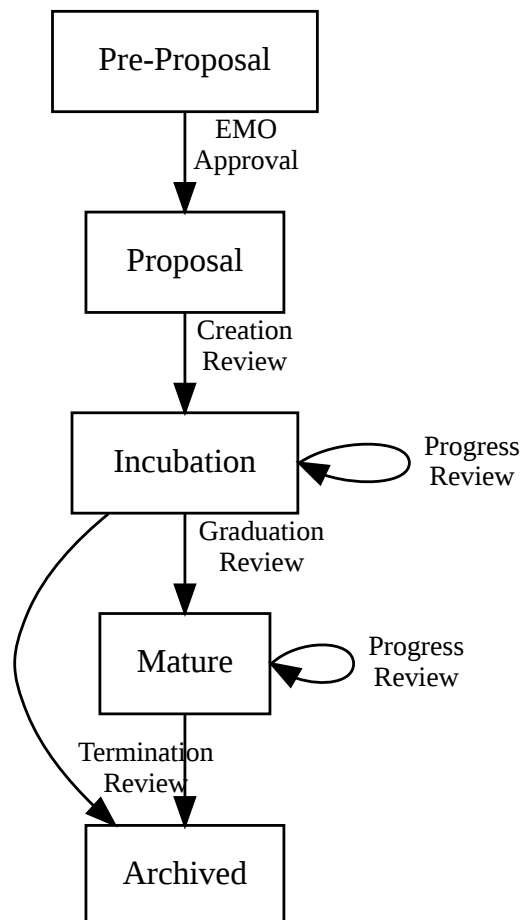 Pre-Proposal
EMO
Approval
Proposal
Creation
Review
Incubation
Progress
Review
Graduation
Review
Mature
Progress
Review
Termination
Review
Archived